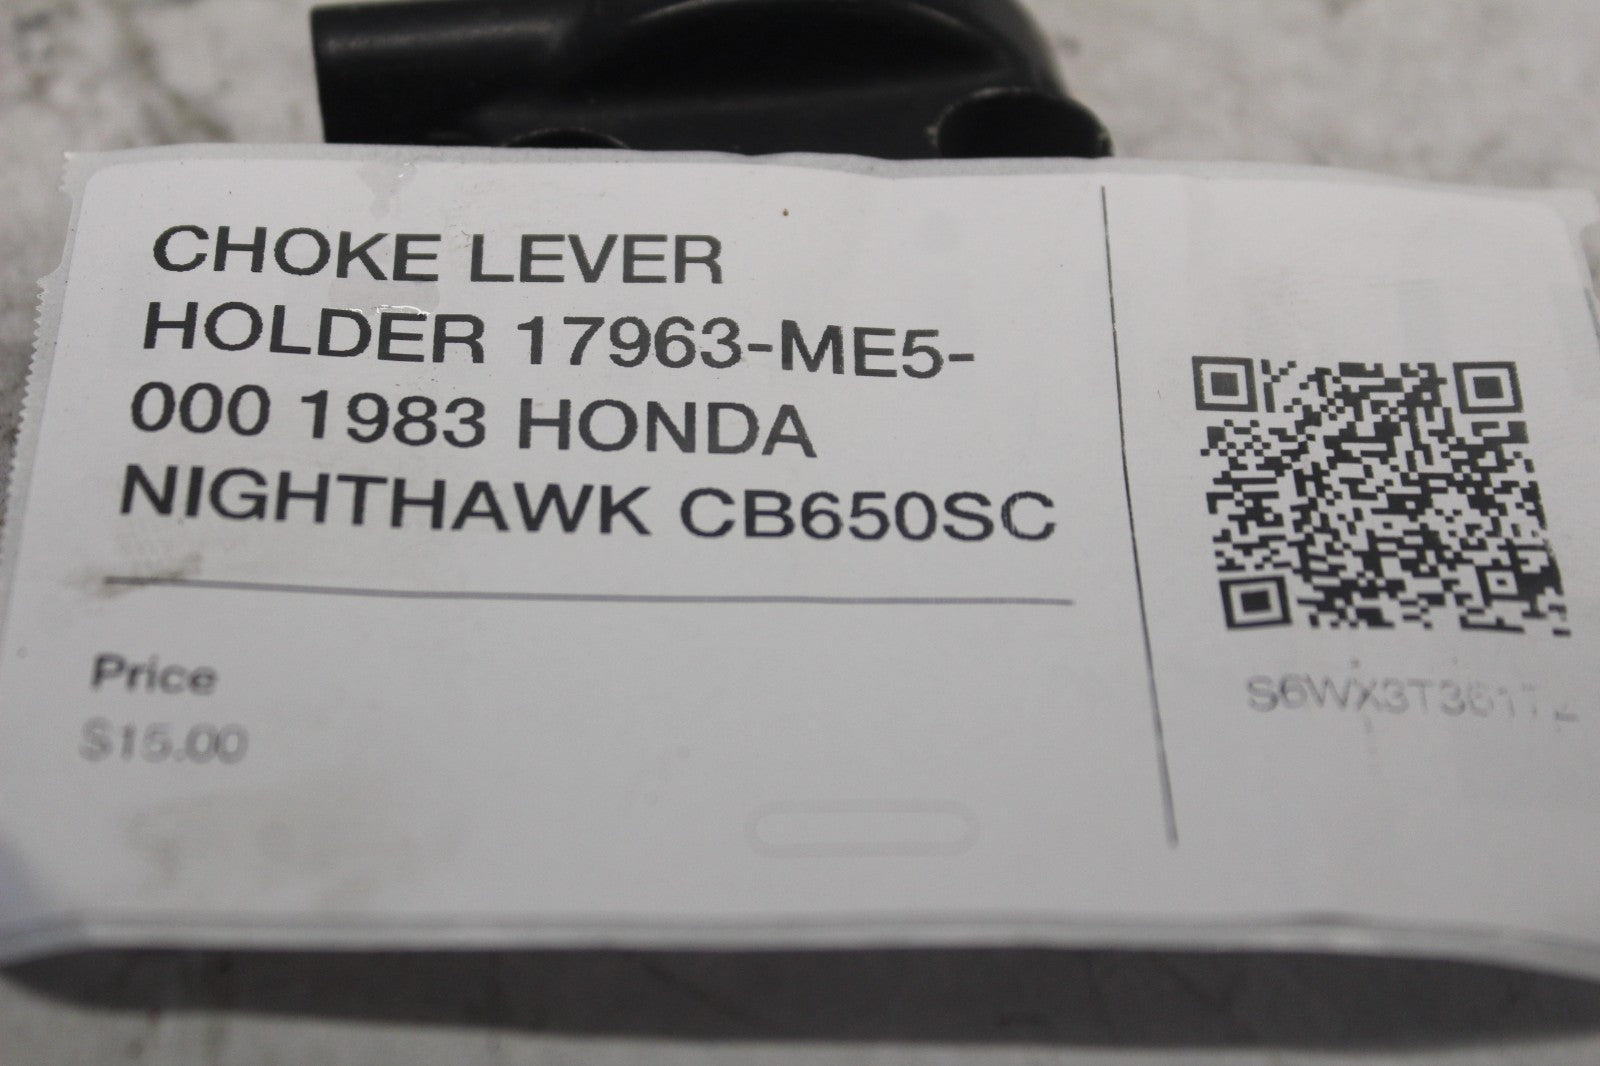 CHOKE LEVER
HOLDER 17963-ME5-
000 1983 HONDA
NIGHTHAWK CB650SC
Price
$15.00